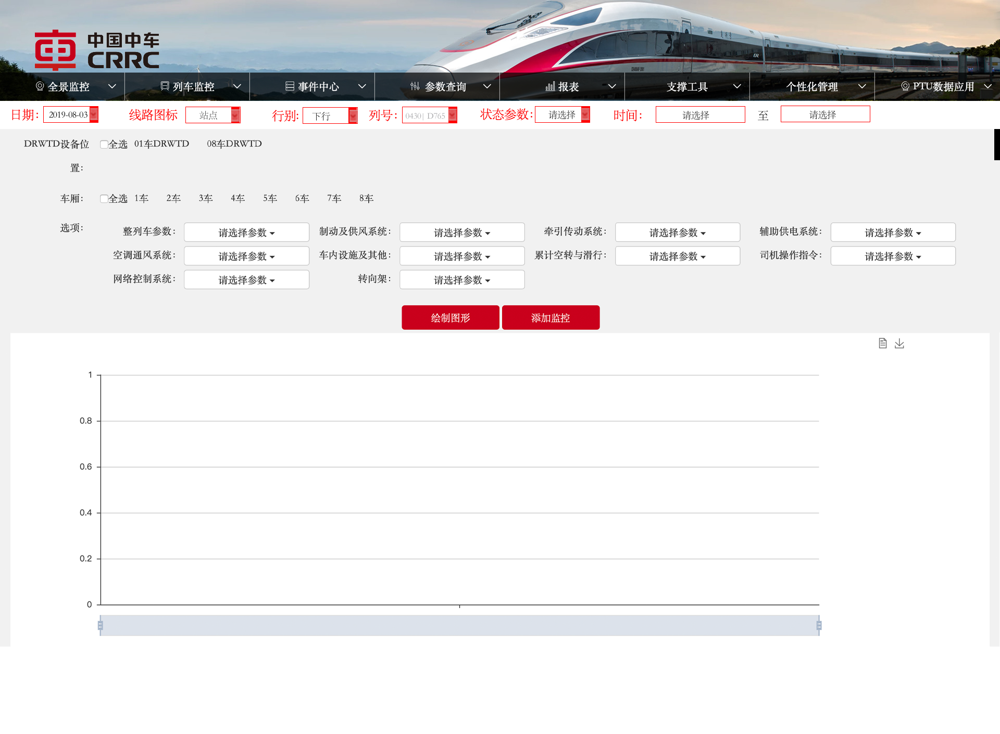 中国中车
CRRC
全景监控 列车监控 事件中心 参数查询 报表 支撑工具 个性化管理 PTU数据应用
日期: 2019-08-03 线路图标 站点 行别: 下行 列号: 0430| D765 状态参数: 请选择 时间: 请选择 至 请选择
DRWTD设备位 全选 01车DRWTD 08车DRWTD
置:
车厢: 全选 1车 2车 3车 4车 5车 6车 7车 8车
选项: 整列车参数: 请选择参数 制动及供风系统: 请选择参数 牵引传动系统: 请选择参数 辅助供电系统: 请选择参数
空调通风系统: 请选择参数 车内设施及其他: 请选择参数 累计空转与滑行: 请选择参数 司机操作指令: 请选择参数
网络控制系统: 请选择参数 转向架: 请选择参数
绘制图形 添加监控
1
0.8
0.6
0.4
0.2
0